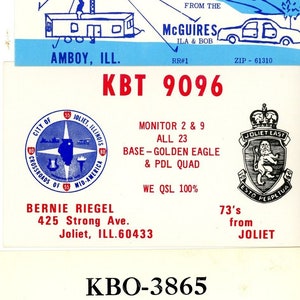 FROM THE
McGUIRES
ILA & BOB
AMBOY, ILL.
RR#1
ZIP - 61310
KBT 9096
CITY OF JOLIET, ILLINOIS
CROSSROADS OF MID-AMERICA
MONITOR 2 & 9
ALL 23
BASE - GOLDEN EAGLE
& PDL QUAD
WE QSL 100%
JOLIET EAST
ESTO PERPETUA
BERNIE RIEGEL
425 Strong Ave.
Joliet, ILL.60433
73's
from
JOLIET
KBO-3865